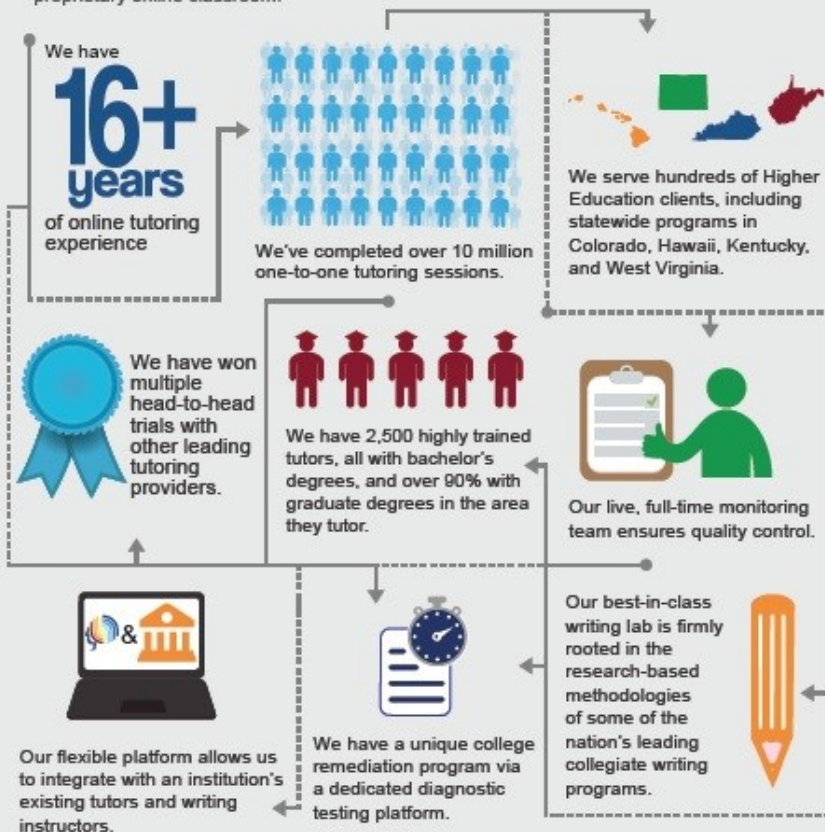 proprietary online classroom.
We have
16+
years
of online tutoring
experience
We've completed over 10 million
one-to-one tutoring sessions.
We serve hundreds of Higher
Education clients, including
statewide programs in
Colorado, Hawaii, Kentucky,
and West Virginia.
We have won
multiple
head-to-head
trials with
other leading
tutoring
providers.
We have 2,500 highly trained
tutors, all with bachelor's
degrees, and over 90% with
graduate degrees in the area
they tutor.
Our live, full-time monitoring
team ensures quality control.
&
Our flexible platform allows us
to integrate with an institution's
existing tutors and writing
instructors.
We have a unique college
remediation program via
a dedicated diagnostic
testing platform.
Our best-in-class
writing lab is firmly
rooted in the
research-based
methodologies
of some of the
nation's leading
collegiate writing
programs.